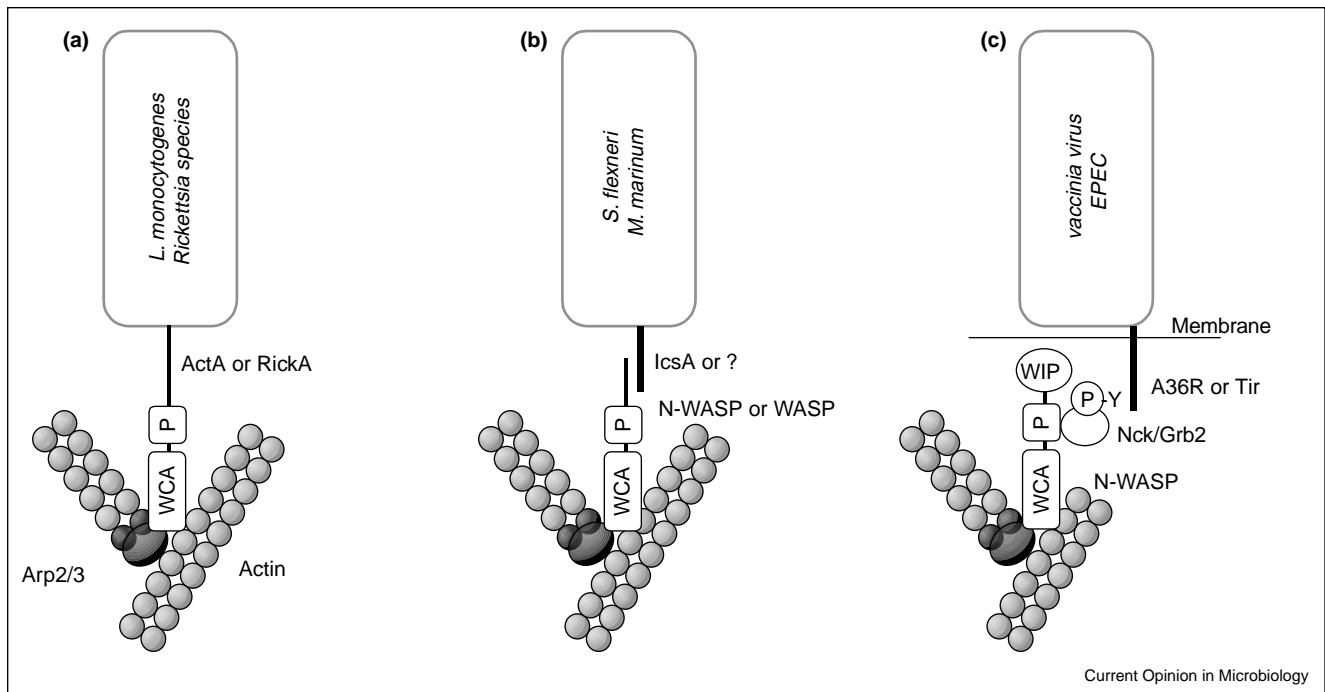 (a)
L. monocytogenes
Rickettsia species
ActA or RickA
P
WCA
Arp2/3
Actin
(b)
S. flexneri
M. marinum
IcsA or ?
N-WASP or WASP
P
WCA
(c)
vaccinia virus
EPEC
Membrane
WIP
A36R or Tir
P-Y
P
Nck/Grb2
WCA
N-WASP
Current Opinion in Microbiology